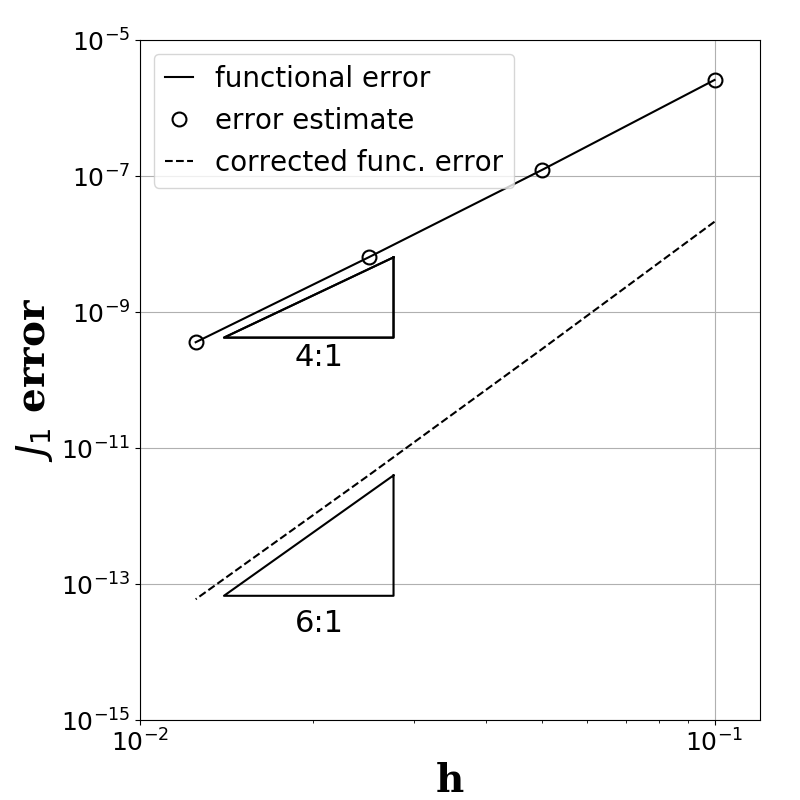 10⁻⁵
functional error
error estimate
corrected func. error
10⁻⁷
10⁻⁹
4:1
J₁ error
10⁻¹¹
10⁻¹³
6:1
10⁻¹⁵
10⁻² 10⁻¹
h